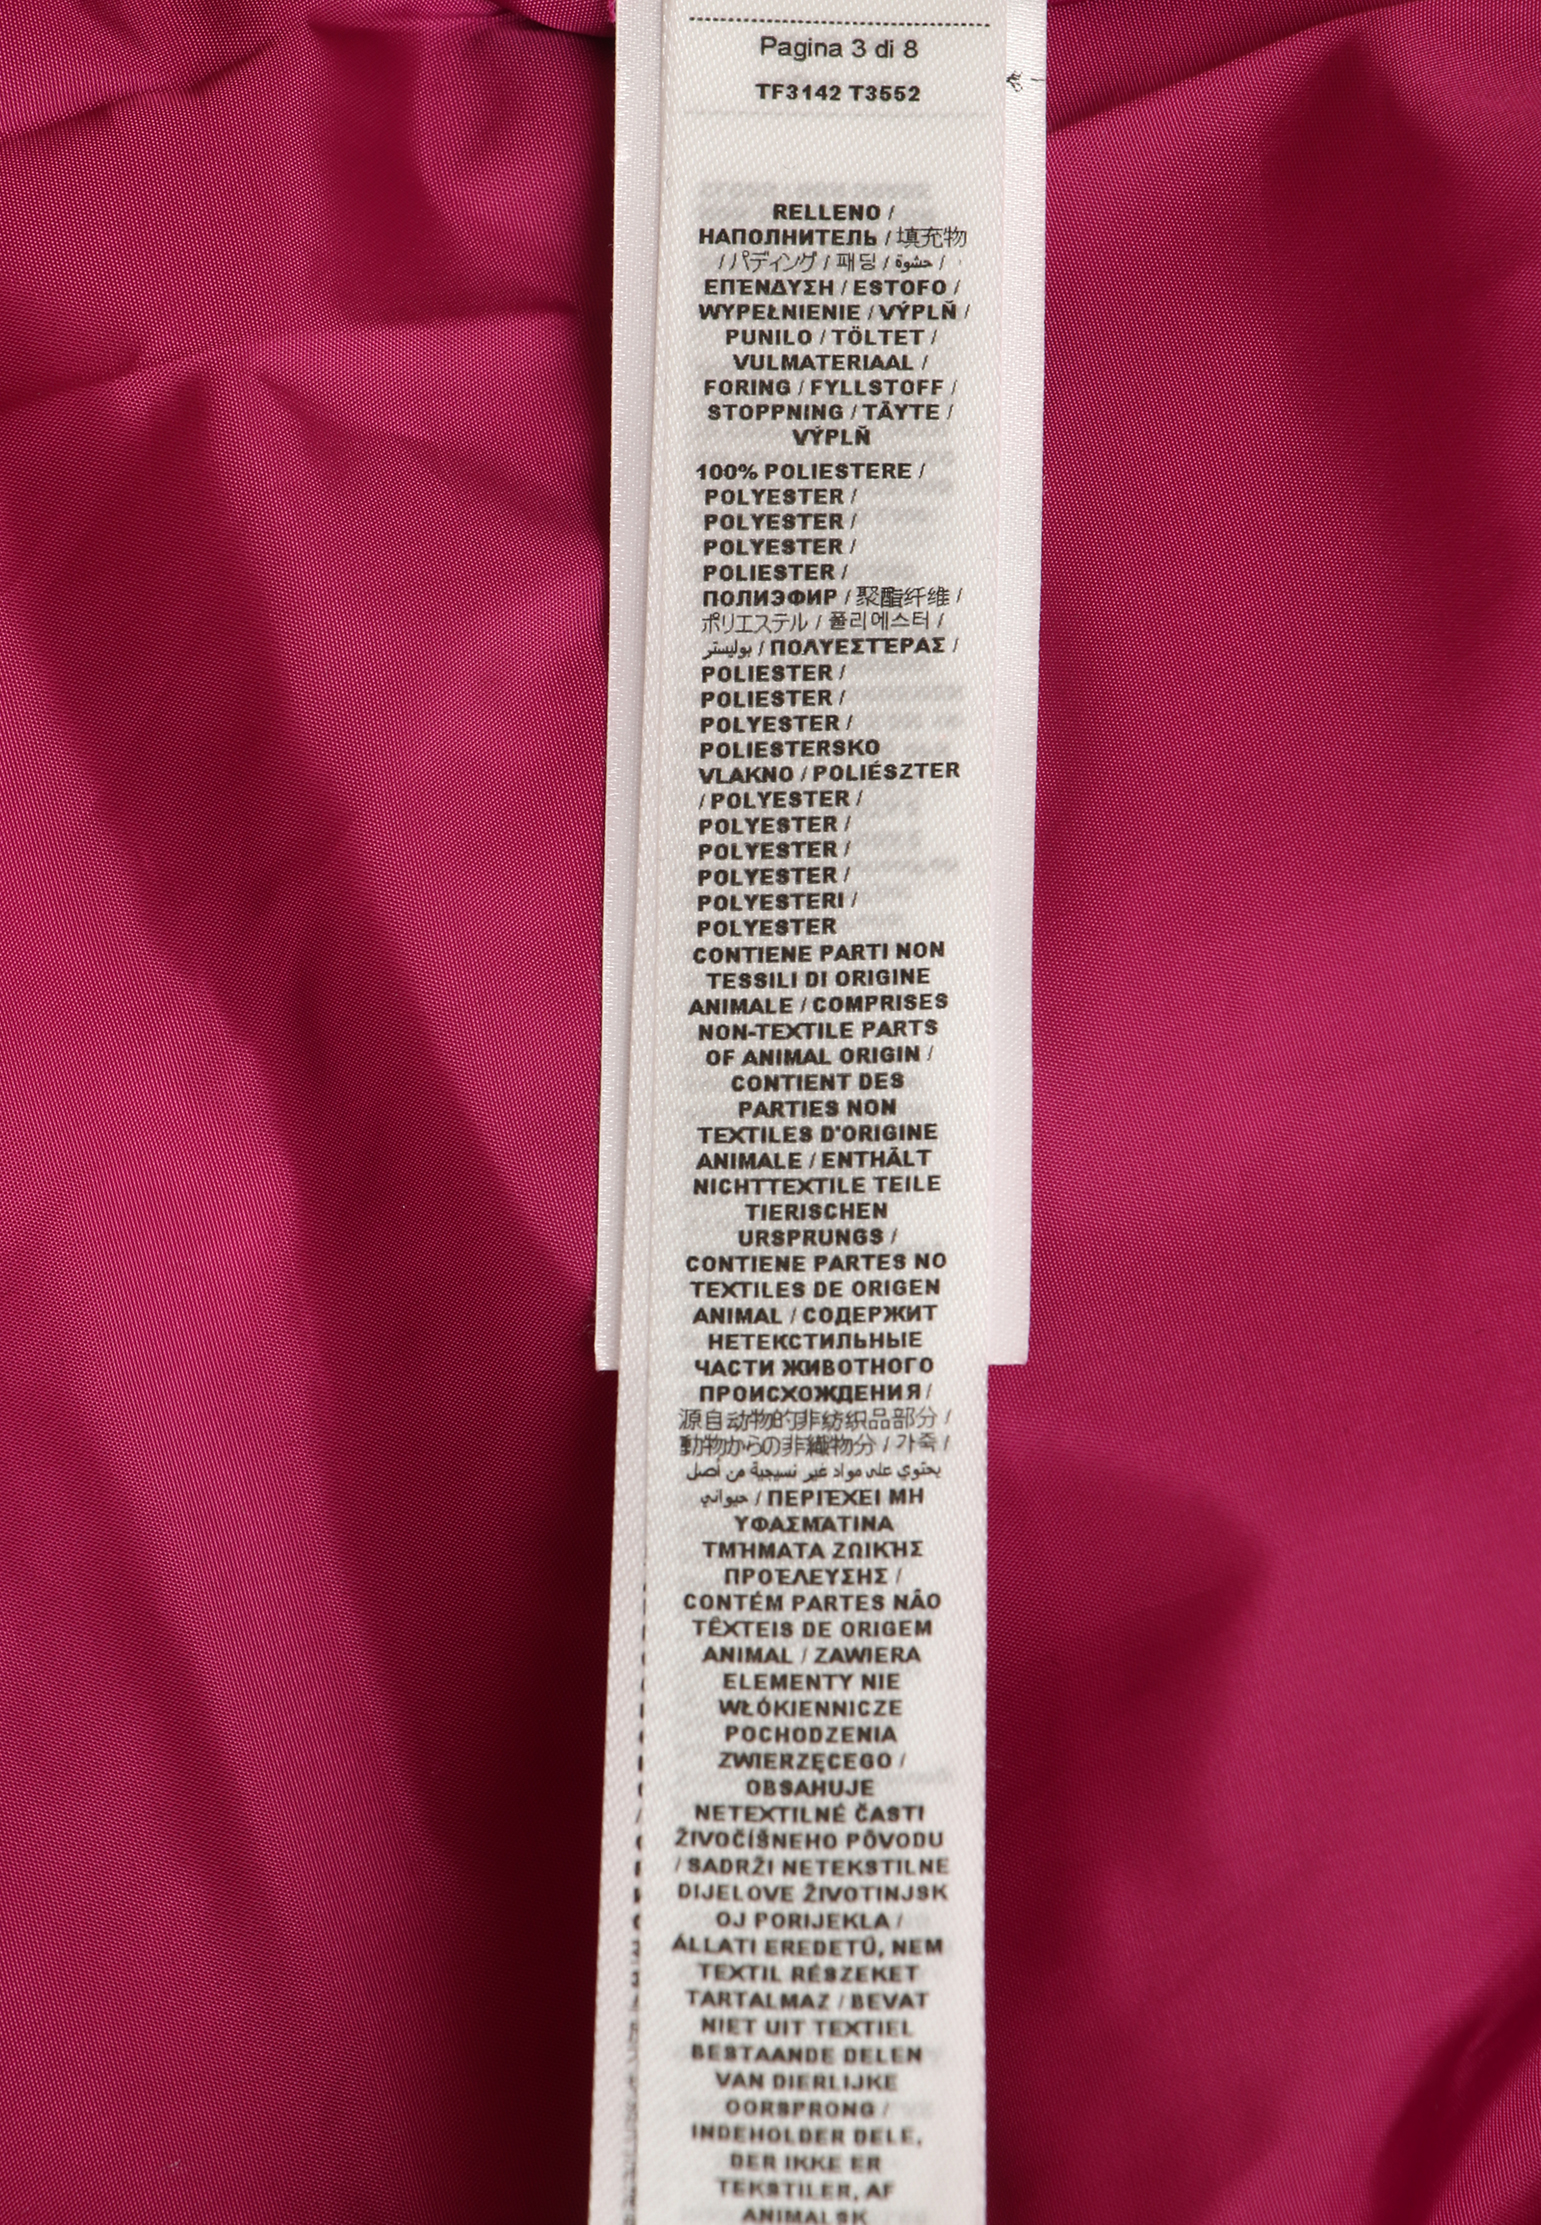 Pagina 3 di 8
TF3142 T3552
RELLENO /
НАПОЛНИТЕЛЬ / 填充物
/ パディング / 패딩 / حشوة /
ΕΠΈΝΔΥΣΗ / ESTOFO /
WYPEŁNIENIE / VÝPLŇ /
PUNILO / TÖLTET /
VULMATERIAAL /
FORING / FYLLSTOFF /
STOPPNING / TÄYTE /
VÝPLŇ
100% POLIESTERE /
POLYESTER /
POLYESTER /
POLYESTER /
POLIESTER /
ПОЛИЭФИР / 聚酯纤维 /
ポリエステル / 폴리에스터 /
بوليستر / ΠΟΛΥΕΣΤΈΡΑΣ /
POLIESTER /
POLIESTER /
POLYESTER /
POLIESTERSKO
VLAKNO / POLIÉSZTER
/ POLYESTER /
POLYESTER /
POLYESTER /
POLYESTER /
POLYESTERI /
POLYESTER
CONTIENE PARTI NON
TESSILI DI ORIGINE
ANIMALE / COMPRISES
NON-TEXTILE PARTS
OF ANIMAL ORIGIN /
CONTIENT DES
PARTIES NON
TEXTILES D'ORIGINE
ANIMALE / ENTHÄLT
NICHTTEXTILE TEILE
TIERISCHEN
URSPRUNGS /
CONTIENE PARTES NO
TEXTILES DE ORIGEN
ANIMAL / СОДЕРЖИТ
НЕТЕКСТИЛЬНЫЕ
ЧАСТИ ЖИВОТНОГО
ПРОИСХОЖДЕНИЯ /
源自动物的非纺织品部分 /
動物からの非繊物分 / 가죽 /
يحتوي على مواد غير نسيجية من أصل
حيواني / ΠΕΡΙΈΧΕΙ ΜΗ
ΥΦΑΣΜΆΤΙΝΑ
ΤΜΉΜΑΤΑ ΖΩΙΚΉΣ
ΠΡΟΈΛΕΥΣΗΣ /
CONTÉM PARTES NÃO
TÊXTEIS DE ORIGEM
ANIMAL / ZAWIERA
ELEMENTY NIE
WŁÓKIENNICZE
POCHODZENIA
ZWIERZĘCEGO /
OBSAHUJE
NETEXTILNÉ ČASTI
ŽIVOČÍŠNEHO PÔVODU
/ SADRŽI NETEKSTILNE
DIJELOVE ŽIVOTINJSK
OJ PORIJEKLA /
ÁLLATI EREDETŰ, NEM
TEXTIL RÉSZEKET
TARTALMAZ / BEVAT
NIET UIT TEXTIEL
BESTAANDE DELEN
VAN DIERLIJKE
OORSPRONG /
INDEHOLDER DELE,
DER IKKE ER
TEKSTILER, AF
ANIMALSK